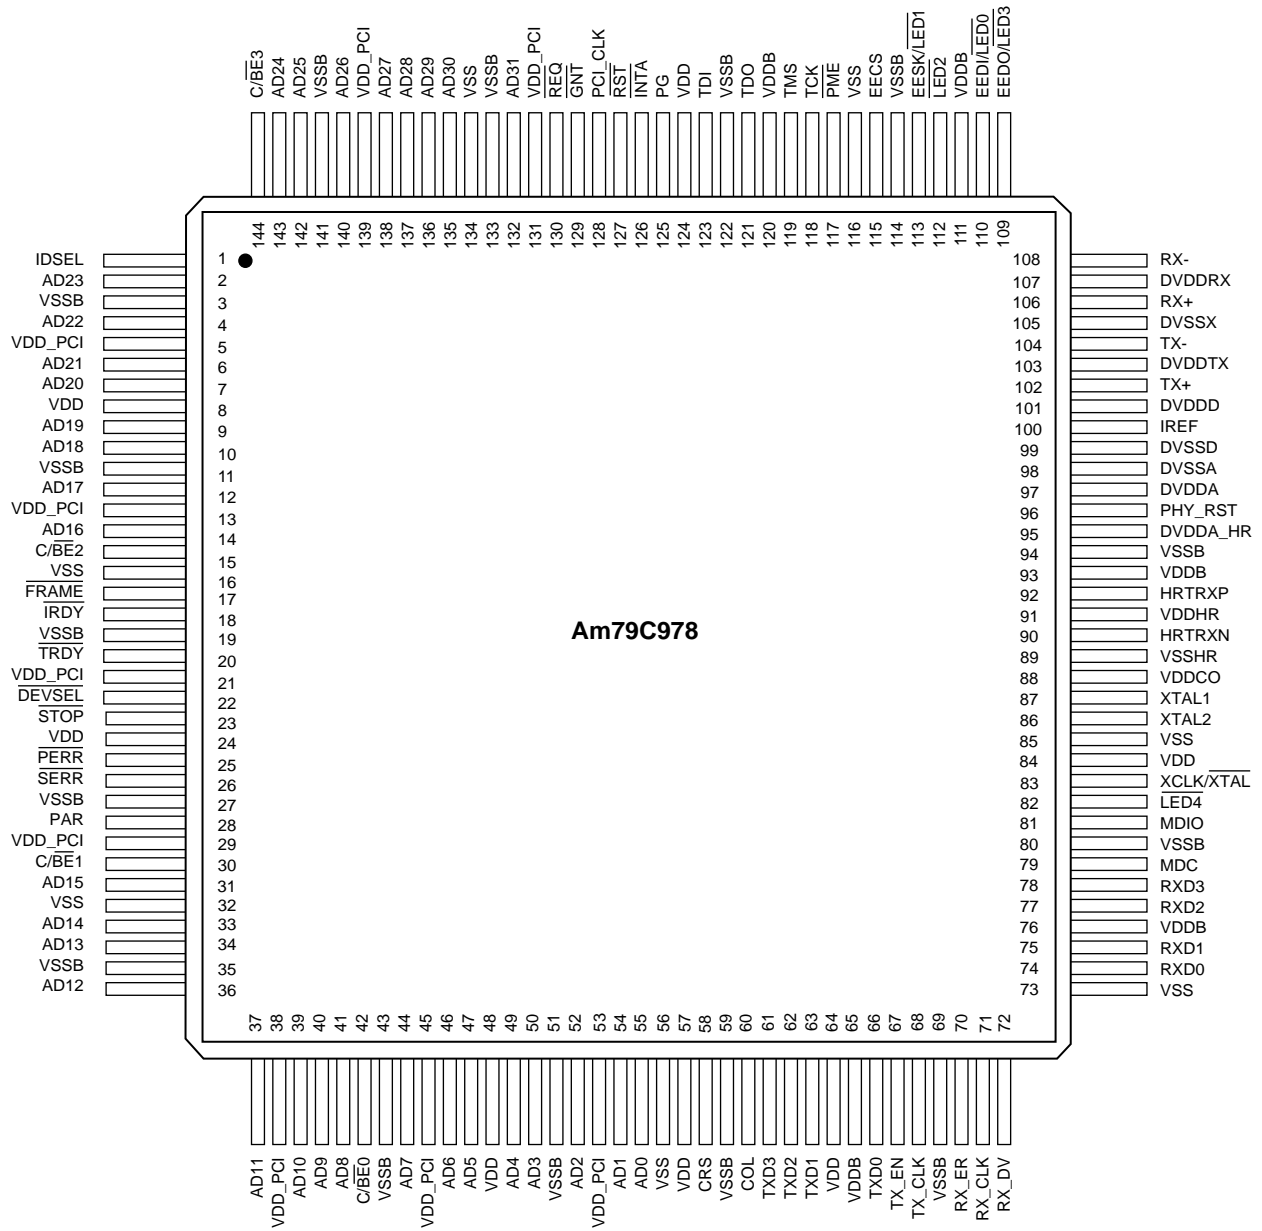 C/BE3
AD24
AD25
VSSB
AD26
VDD_PCI
AD27
AD28
AD29
AD30
VSS
VSSB
AD31
VDD_PCI
REQ
GNT
PCI_CLK
RST
INTA
PG
VDD
TDI
VSSB
TDO
VDDB
TMS
TCK
PME
VSS
EECS
VSSB
EESK/LED1
LED2
VDDB
EEDI/LED0
EEDO/LED3
144
143
142
141
140
139
138
137
136
135
134
133
132
131
130
129
128
127
126
125
124
123
122
121
120
119
118
117
116
115
114
113
112
111
110
109
IDSEL 1 108 RX-
AD23 2 107 DVDDRX
VSSB 3 106 RX+
AD22 4 105 DVSSX
VDD_PCI 5 104 TX-
AD21 6 103 DVDDTX
AD20 7 102 TX+
VDD 8 101 DVDDD
AD19 9 100 IREF
AD18 10 99 DVSSD
VSSB 11 98 DVSSA
AD17 12 97 DVDDA
VDD_PCI 13 96 PHY_RST
AD16 14 95 DVDDA_HR
C/BE2 15 94 VSSB
VSS 16 93 VDDB
FRAME 17 92 HRTRXP
IRDY 18 91 VDDHR
VSSB 19 90 HRTRXN
TRDY 20 89 VSSHR
VDD_PCI 21 88 VDDCO
DEVSEL 22 87 XTAL1
STOP 23 86 XTAL2
VDD 24 85 VSS
PERR 25 84 VDD
SERR 26 83 XCLK/XTAL
VSSB 27 82 LED4
PAR 28 81 MDIO
VDD_PCI 29 80 VSSB
C/BE1 30 79 MDC
AD15 31 78 RXD3
VSS 32 77 RXD2
AD14 33 76 VDDB
AD13 34 75 RXD1
VSSB 35 74 RXD0
AD12 36 73 VSS
Am79C978
37
38
39
40
41
42
43
44
45
46
47
48
49
50
51
52
53
54
55
56
57
58
59
60
61
62
63
64
65
66
67
68
69
70
71
72
AD11
VDD_PCI
AD10
AD9
AD8
C/BE0
VSSB
AD7
VDD_PCI
AD6
AD5
VDD
AD4
AD3
VSSB
AD2
VDD_PCI
AD1
AD0
VSS
VDD
CRS
VSSB
COL
TXD3
TXD2
TXD1
VDD
VDDB
TXD0
TX_EN
TX_CLK
VSSB
RX_ER
RX_CLK
RX_DV